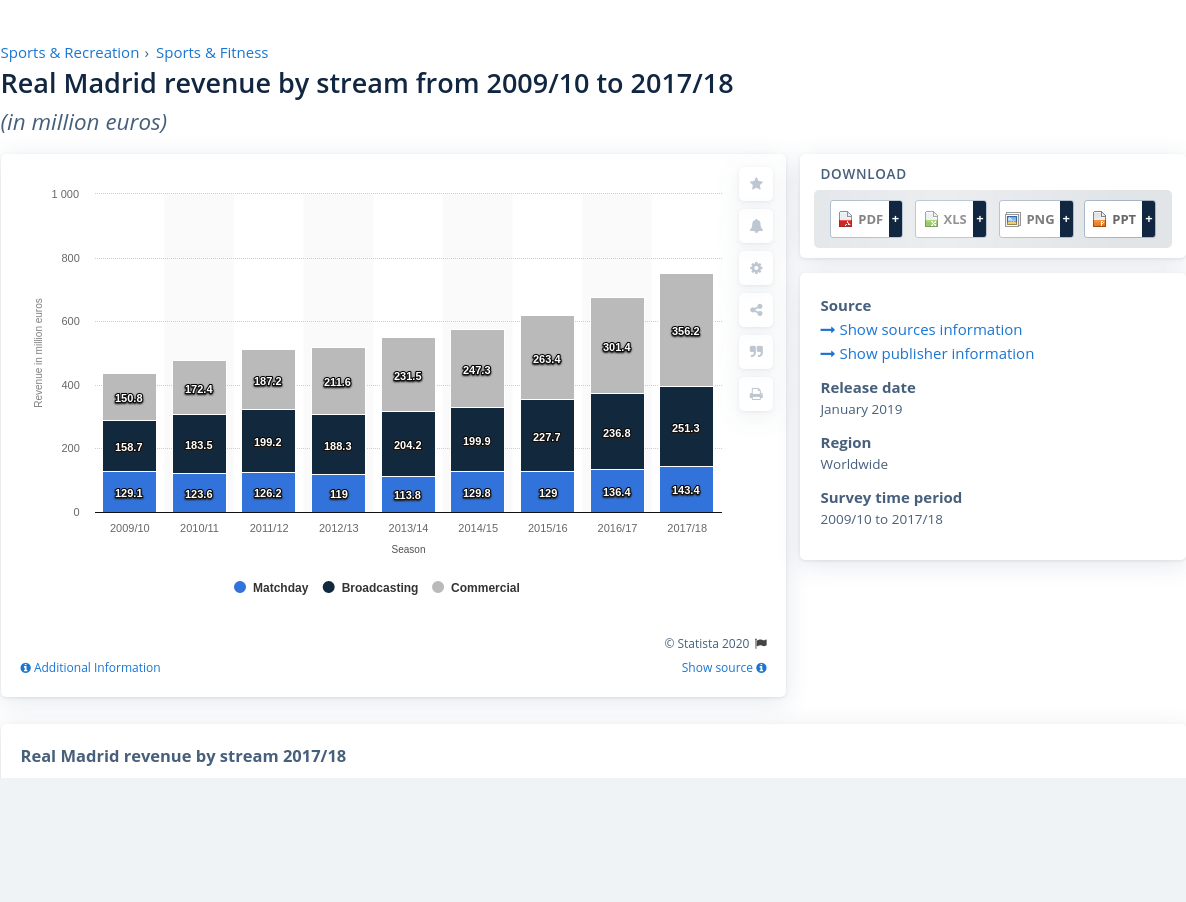 Sports & Recreation › Sports & Fitness
Real Madrid revenue by stream from 2009/10 to 2017/18
(in million euros)
Revenue in million euros
1 000
800
600
400
200
0
150.8 172.4 187.2 211.6 231.5 247.3 263.4 301.4 356.2
158.7 183.5 199.2 188.3 204.2 199.9 227.7 236.8 251.3
129.1 123.6 126.2 119 113.8 129.8 129 136.4 143.4
2009/10 2010/11 2011/12 2012/13 2013/14 2014/15 2015/16 2016/17 2017/18
Season
Matchday Broadcasting Commercial
© Statista 2020
Additional Information
Show source
DOWNLOAD
PDF + XLS + PNG + PPT +
Source
Show sources information
Show publisher information
Release date
January 2019
Region
Worldwide
Survey time period
2009/10 to 2017/18
Real Madrid revenue by stream 2017/18